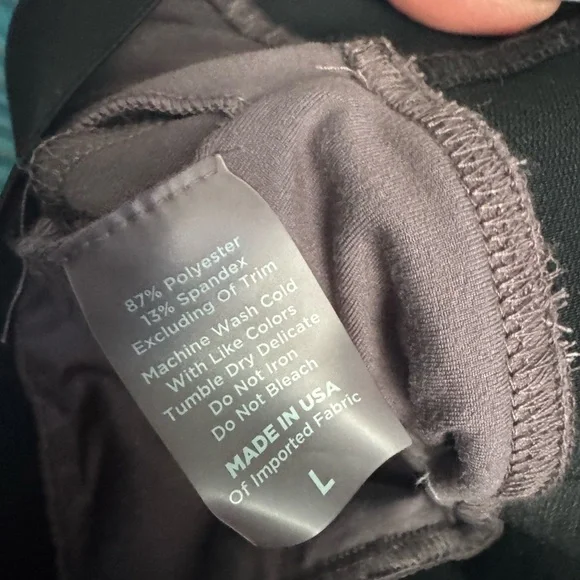 87% Polyester
13% Spandex
Excluding Of Trim
Machine Wash Cold
With Like Colors
Tumble Dry Delicate
Do Not Iron
Do Not Bleach
MADE IN USA
Of Imported Fabric
L